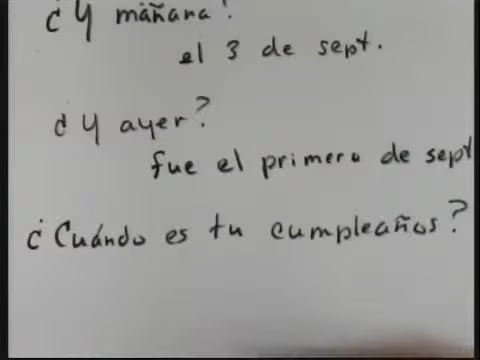 ¿Y mañana?
el 3 de sept.
¿Y ayer?
fue el primero de sept
¿Cuándo es tu cumpleaños?